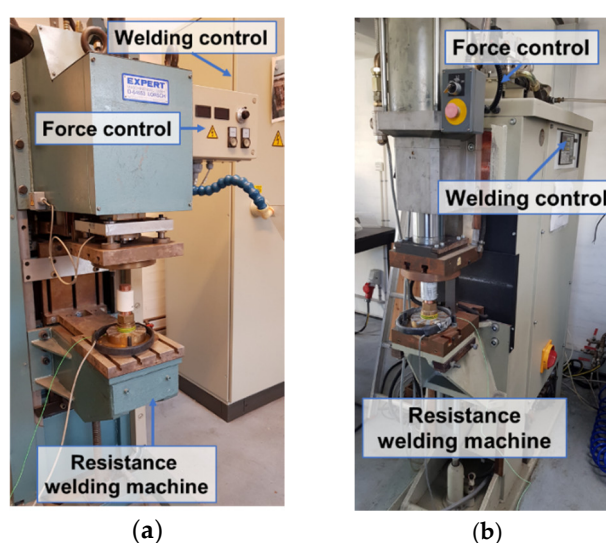 Welding control
EXPERT
Force control
Resistance
welding machine
Force control
Welding control
Resistance
welding machine
(a)
(b)